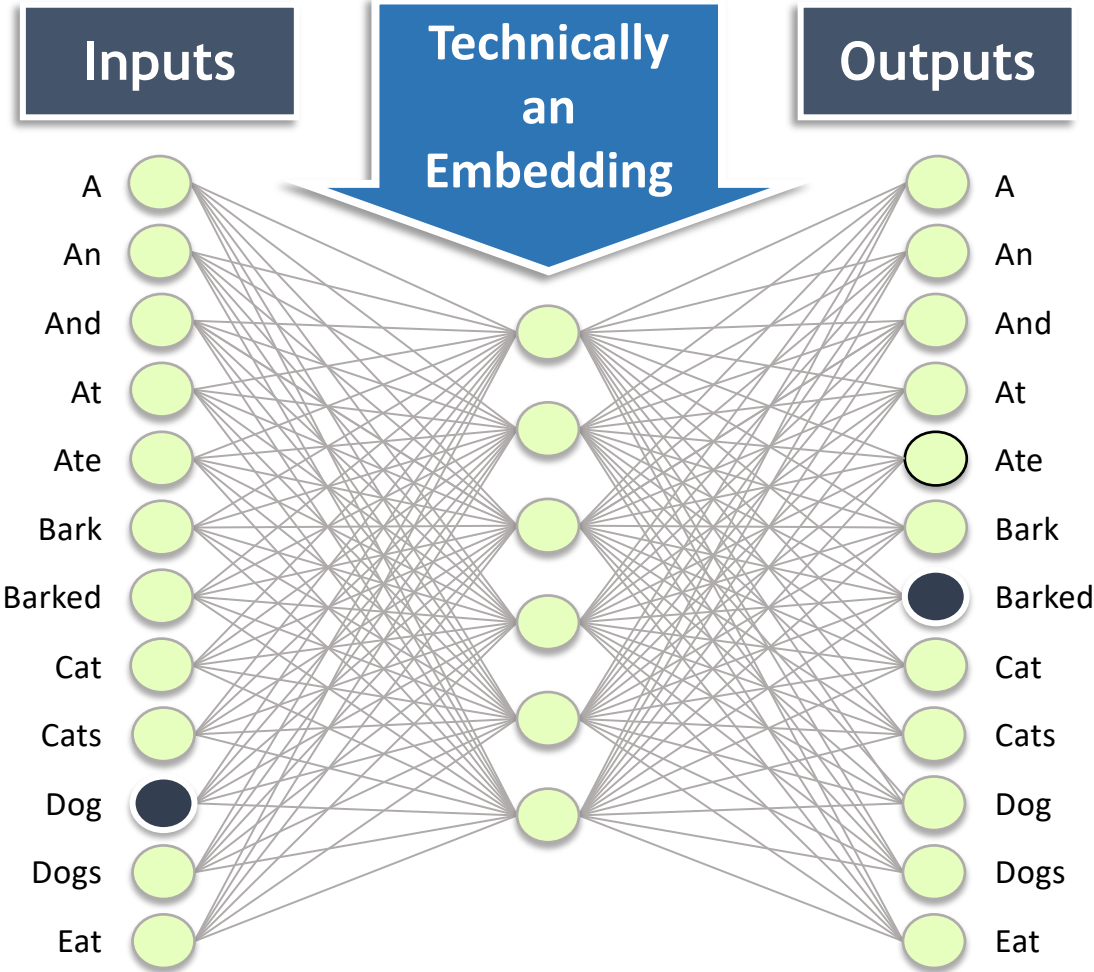 Inputs
Technically
an
Embedding
Outputs
A
An
And
At
Ate
Bark
Barked
Cat
Cats
Dog
Dogs
Eat
A
An
And
At
Ate
Bark
Barked
Cat
Cats
Dog
Dogs
Eat